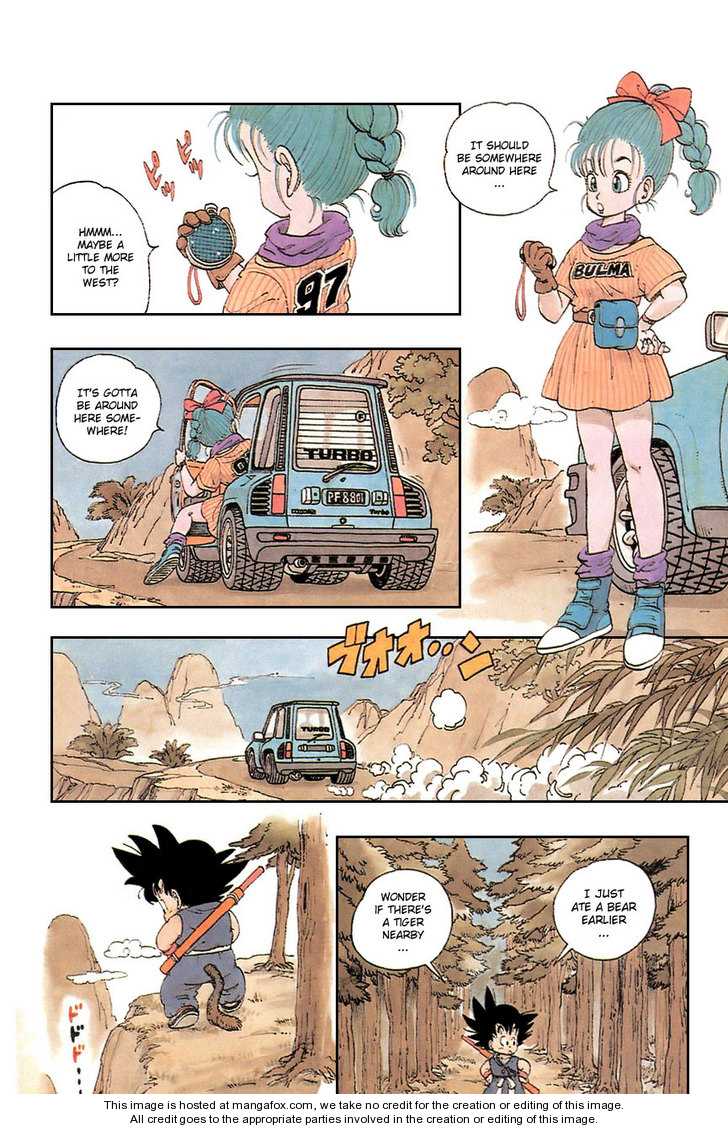 IT SHOULD
BE SOMEWHERE
AROUND HERE
...
BULMA
HMMM...
MAYBE A
LITTLE MORE
TO THE
WEST?
ピッ
ピッ
97
IT'S GOTTA
BE AROUND
HERE SOME-
WHERE!
TURBO
PF 8801
Turbo
ブオオ‥ン
TURBO
I JUST
ATE A BEAR
EARLIER
...
WONDER
IF THERE'S
A TIGER
NEARBY
...
ドドド....
This image is hosted at mangafox.com, we take no credit for the creation or editing of this image.
All credit goes to the appropriate parties involved in the creation or editing of this image.